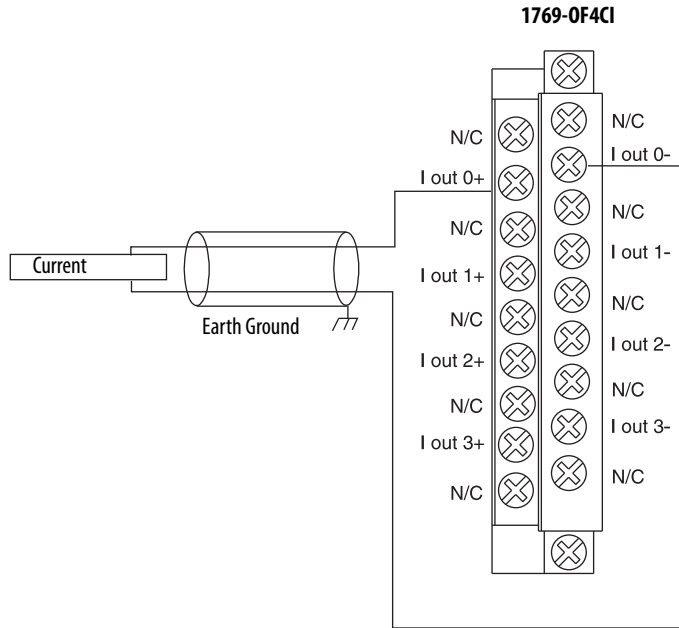 1769-OF4CI
N/C
I out 0+
N/C
I out 1+
N/C
I out 2+
N/C
I out 3+
N/C
N/C
I out 0-
N/C
I out 1-
N/C
I out 2-
N/C
I out 3-
N/C
Current
Earth Ground